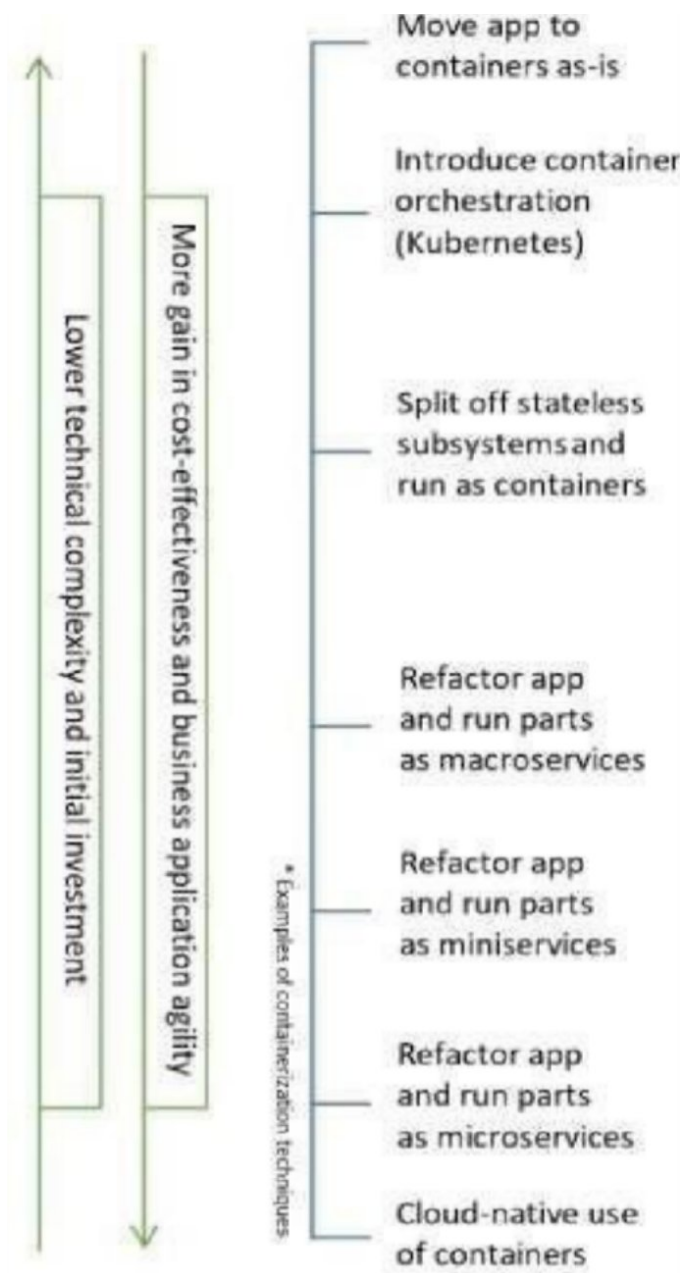 Move app to
containers as-is
Introduce container
orchestration
(Kubernetes)
Split off stateless
subsystems and
run as containers
Refactor app
and run parts
as macroservices
Refactor app
and run parts
as miniservices
Refactor app
and run parts
as microservices
Cloud-native use
of containers
Lower technical complexity and initial investment
More gain in cost-effectiveness and business application agility
* Examples of containerization techniques